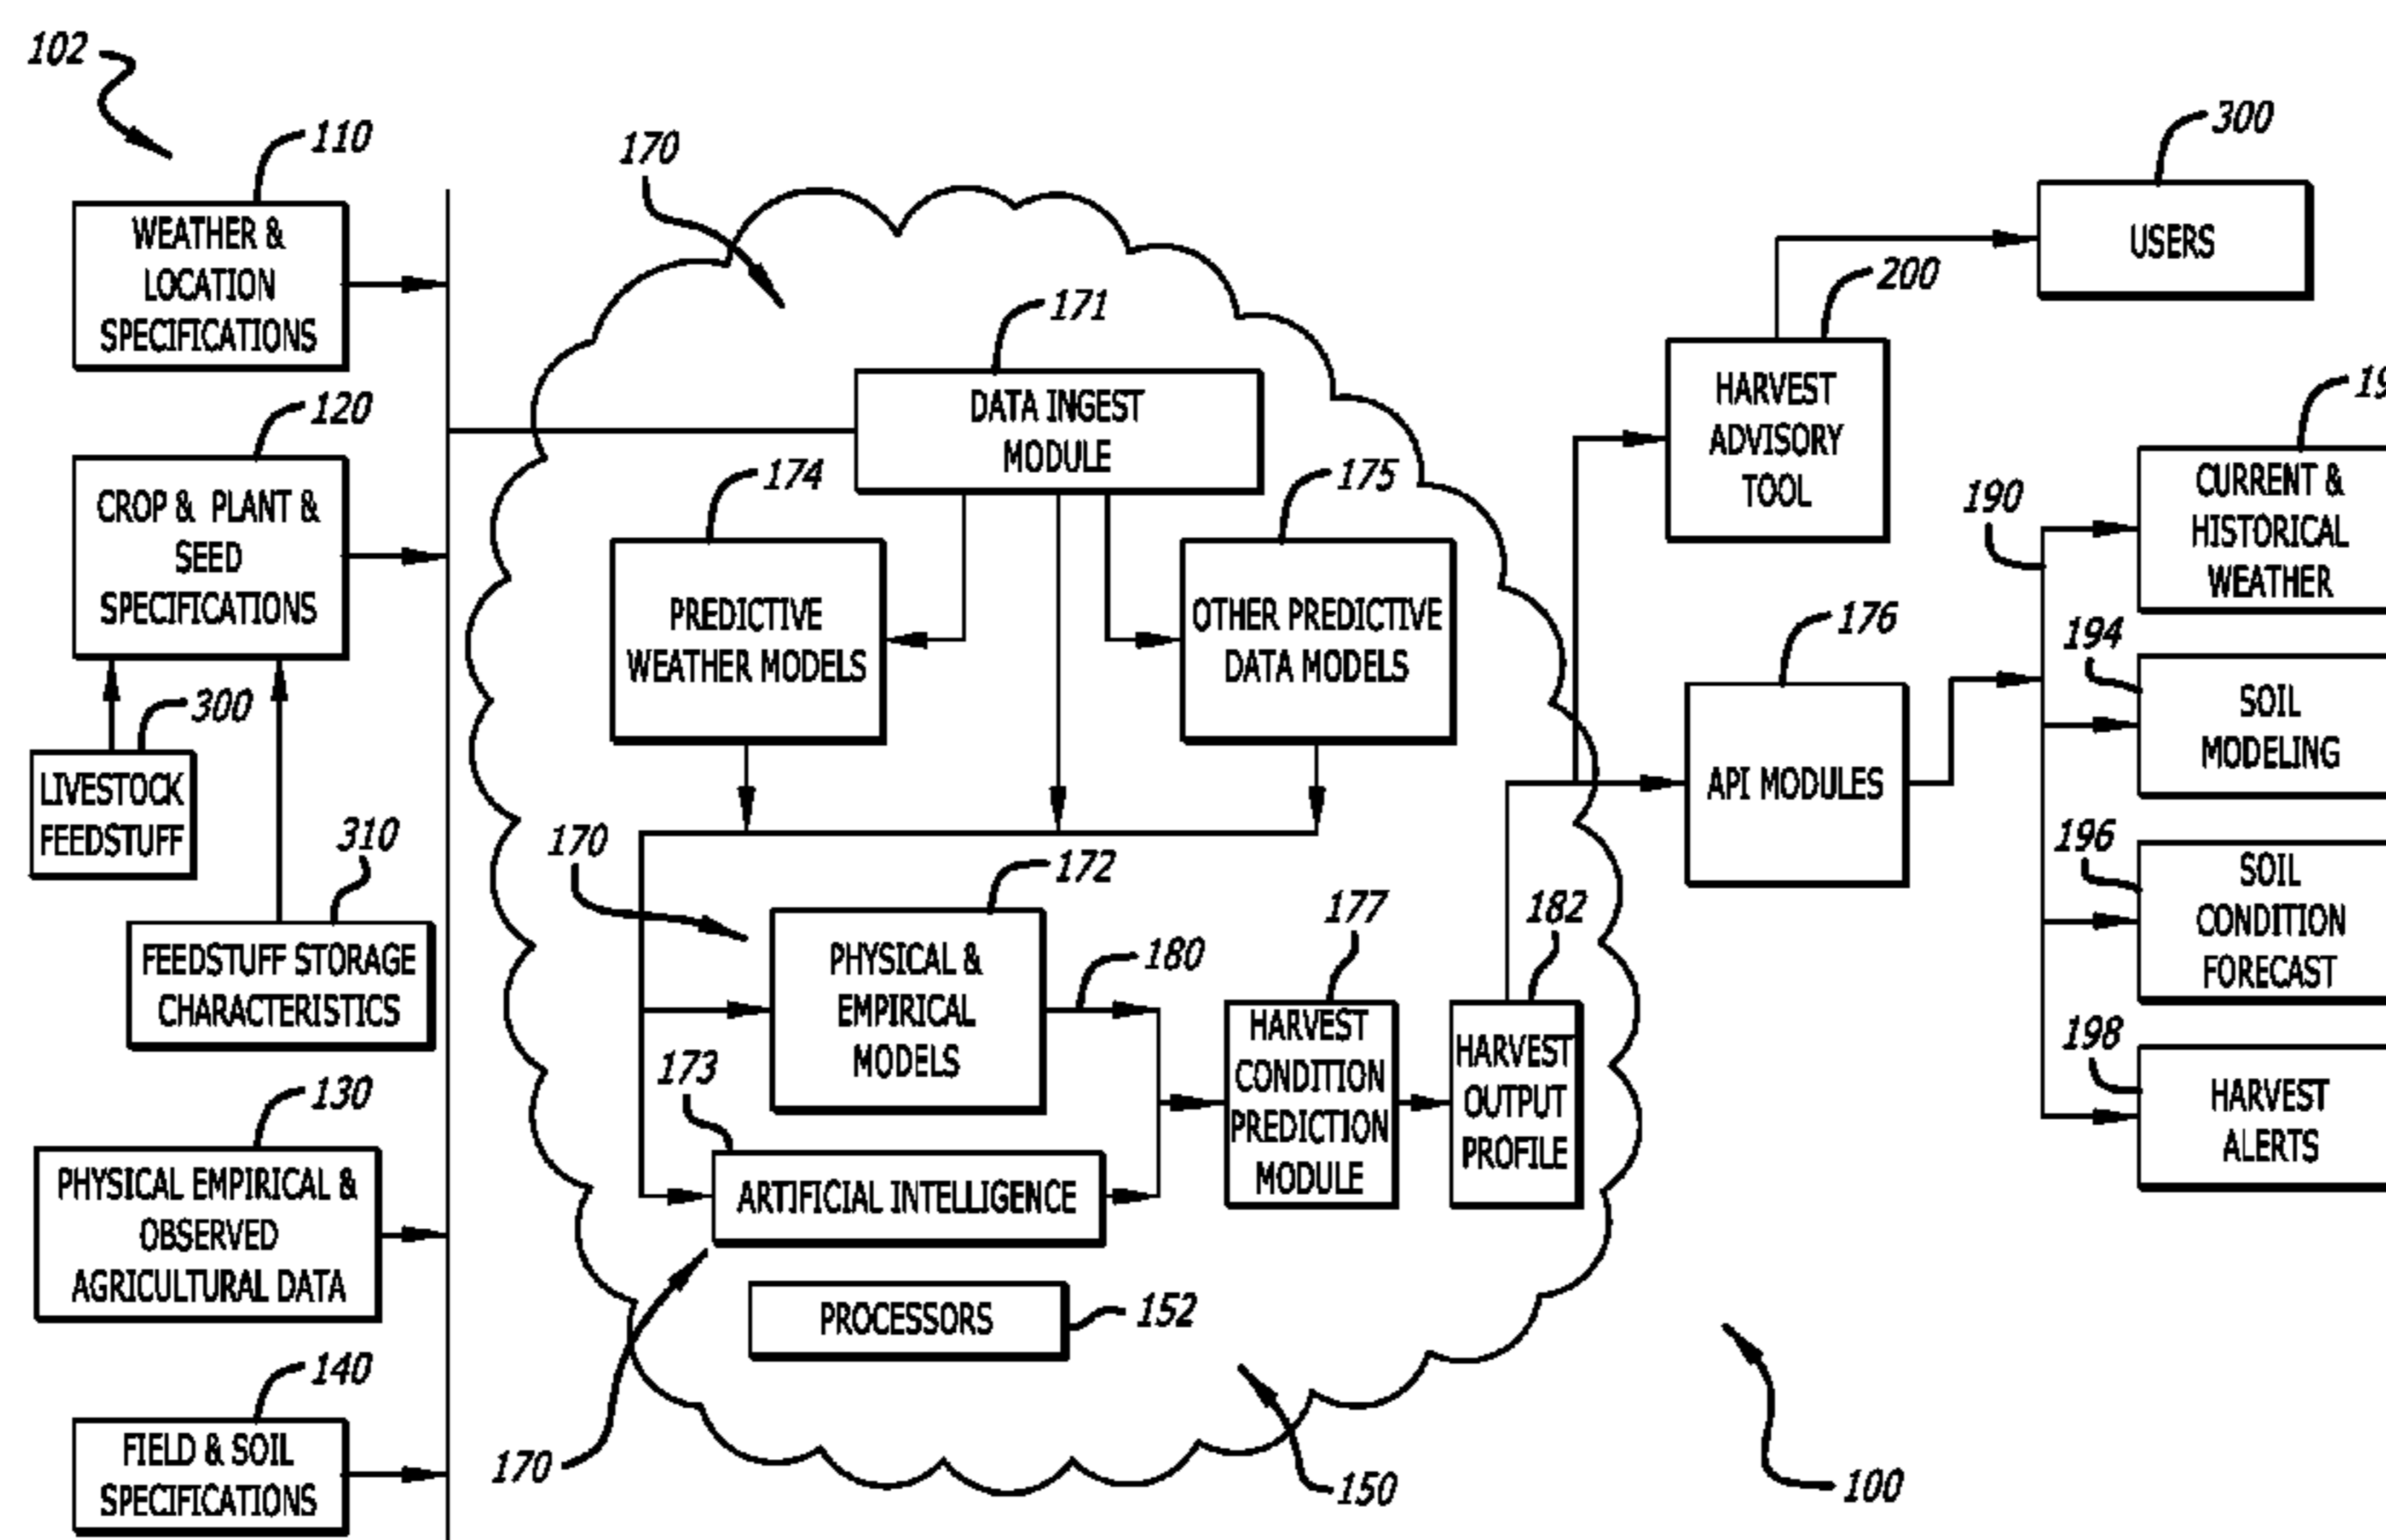 102
110
WEATHER &
LOCATION
SPECIFICATIONS
120
CROP & PLANT &
SEED
SPECIFICATIONS
300
LIVESTOCK
FEEDSTUFF
310
FEEDSTUFF STORAGE
CHARACTERISTICS
130
PHYSICAL EMPIRICAL &
OBSERVED
AGRICULTURAL DATA
140
FIELD & SOIL
SPECIFICATIONS
170
171
DATA INGEST
MODULE
174
PREDICTIVE
WEATHER MODELS
175
OTHER PREDICTIVE
DATA MODELS
170
172
PHYSICAL &
EMPIRICAL
MODELS
180
173
ARTIFICIAL INTELLIGENCE
170
PROCESSORS
152
177
HARVEST
CONDITION
PREDICTION
MODULE
182
HARVEST
OUTPUT
PROFILE
150
300
USERS
200
HARVEST
ADVISORY
TOOL
176
API MODULES
190
CURRENT &
HISTORICAL
WEATHER
194
SOIL
MODELING
196
SOIL
CONDITION
FORECAST
198
HARVEST
ALERTS
100